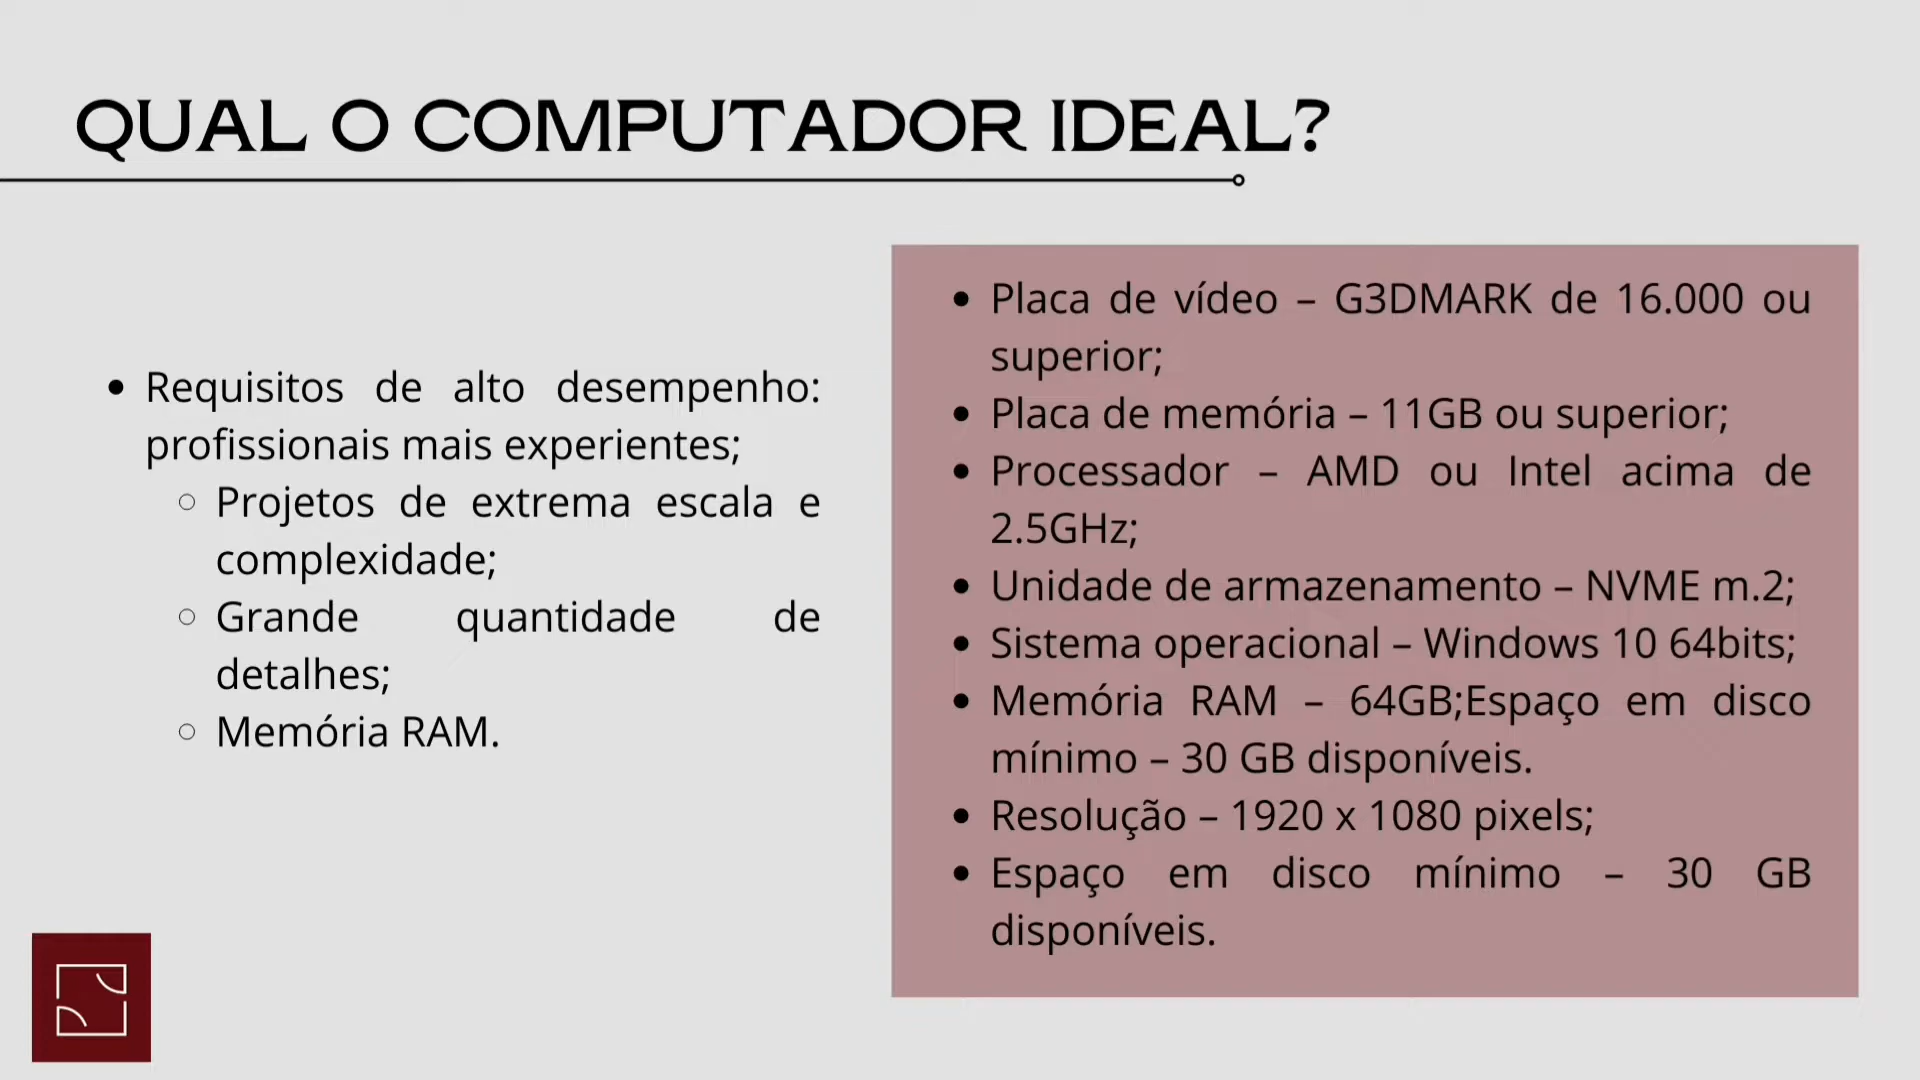 QUAL O COMPUTADOR IDEAL?
Requisitos de alto desempenho:
profissionais mais experientes;
Projetos de extrema escala e
complexidade;
Grande quantidade de
detalhes;
Memória RAM.
Placa de vídeo – G3DMARK de 16.000 ou
superior;
Placa de memória – 11GB ou superior;
Processador – AMD ou Intel acima de
2.5GHz;
Unidade de armazenamento – NVME m.2;
Sistema operacional – Windows 10 64bits;
Memória RAM – 64GB;Espaço em disco
mínimo – 30 GB disponíveis.
Resolução – 1920 x 1080 pixels;
Espaço em disco mínimo – 30 GB
disponíveis.